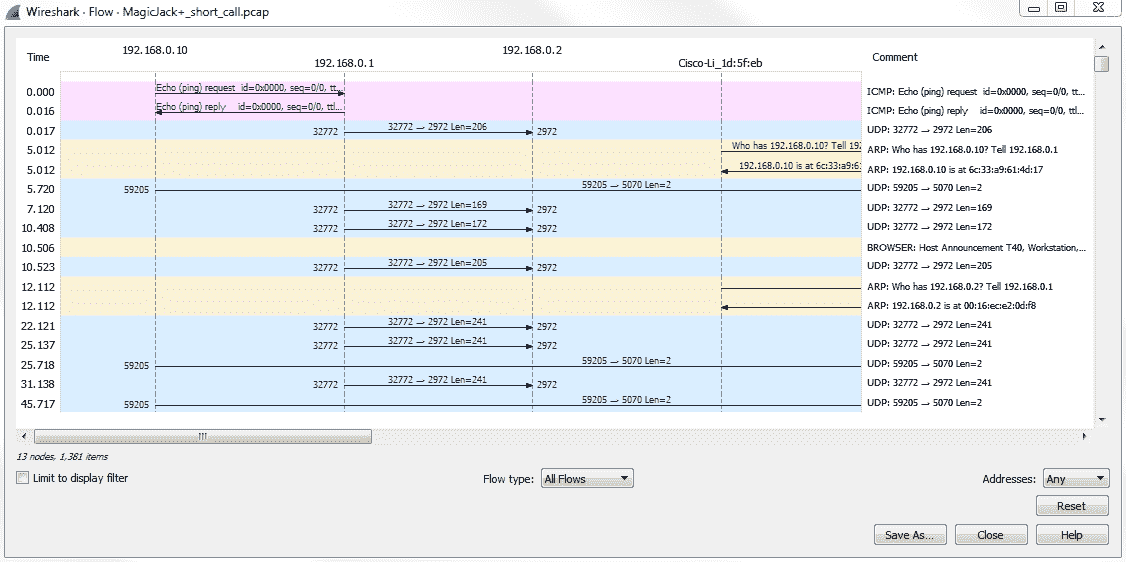 Wireshark · Flow · MagicJack+_short_call.pcap
192.168.0.10 192.168.0.2
Time 192.168.0.1 Cisco-Li_1d:5f:eb Comment
0.000 Echo (ping) request id=0x0000, seq=0/0, tt... ICMP: Echo (ping) request id=0x0000, seq=0/0, tt...
0.016 Echo (ping) reply id=0x0000, seq=0/0, ttl... ICMP: Echo (ping) reply id=0x0000, seq=0/0, ttl...
0.017 32772 32772 → 2972 Len=206 2972 UDP: 32772 → 2972 Len=206
5.012 Who has 192.168.0.10? Tell 192 ARP: Who has 192.168.0.10? Tell 192.168.0.1
5.012 192.168.0.10 is at 6c:33:a9:61 ARP: 192.168.0.10 is at 6c:33:a9:61:4d:17
5.720 59205 59205 → 5070 Len=2 UDP: 59205 → 5070 Len=2
7.120 32772 32772 → 2972 Len=169 2972 UDP: 32772 → 2972 Len=169
10.408 32772 32772 → 2972 Len=172 2972 UDP: 32772 → 2972 Len=172
10.506 BROWSER: Host Announcement T40, Workstation,...
10.523 32772 32772 → 2972 Len=205 2972 UDP: 32772 → 2972 Len=205
12.112 ARP: Who has 192.168.0.2? Tell 192.168.0.1
12.112 ARP: 192.168.0.2 is at 00:16:ec:e2:0d:f8
22.121 32772 32772 → 2972 Len=241 2972 UDP: 32772 → 2972 Len=241
25.137 32772 32772 → 2972 Len=241 2972 UDP: 32772 → 2972 Len=241
25.718 59205 59205 → 5070 Len=2 UDP: 59205 → 5070 Len=2
31.138 32772 32772 → 2972 Len=241 2972 UDP: 32772 → 2972 Len=241
45.717 59205 59205 → 5070 Len=2 UDP: 59205 → 5070 Len=2
13 nodes, 1,381 items
Limit to display filter Flow type: All Flows Addresses: Any
Reset
Save As... Close Help